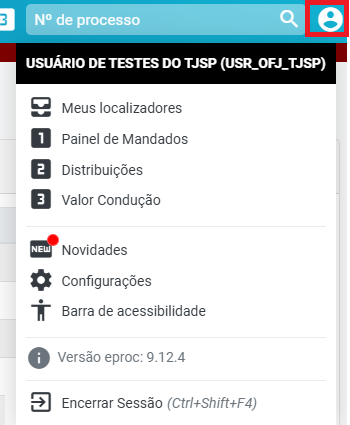 3
Nº de processo
USUÁRIO DE TESTES DO TJSP (USR_OFJ_TJSP)
Meus localizadores
1 Painel de Mandados
2 Distribuições
3 Valor Condução
NEW Novidades
Configurações
Barra de acessibilidade
Versão eproc: 9.12.4
Encerrar Sessão (Ctrl+Shift+F4)